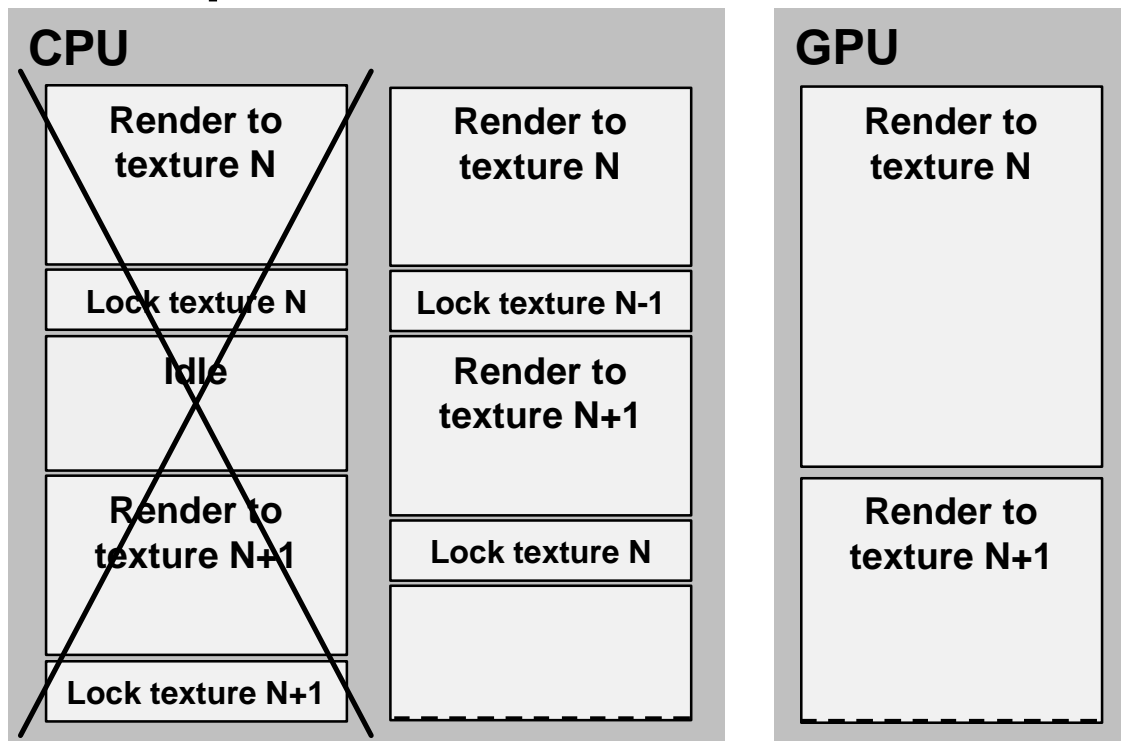 CPU
Render to
texture N
Lock texture N
Idle
Render to
texture N+1
Lock texture N+1
Render to
texture N
Lock texture N-1
Render to
texture N+1
Lock texture N
GPU
Render to
texture N
Render to
texture N+1